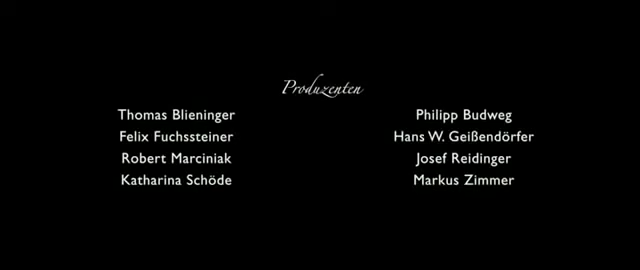 Produzenten
Thomas Blieninger
Philipp Budweg
Felix Fuchssteiner
Hans W. Geißendörfer
Robert Marciniak
Josef Reidinger
Katharina Schöde
Markus Zimmer